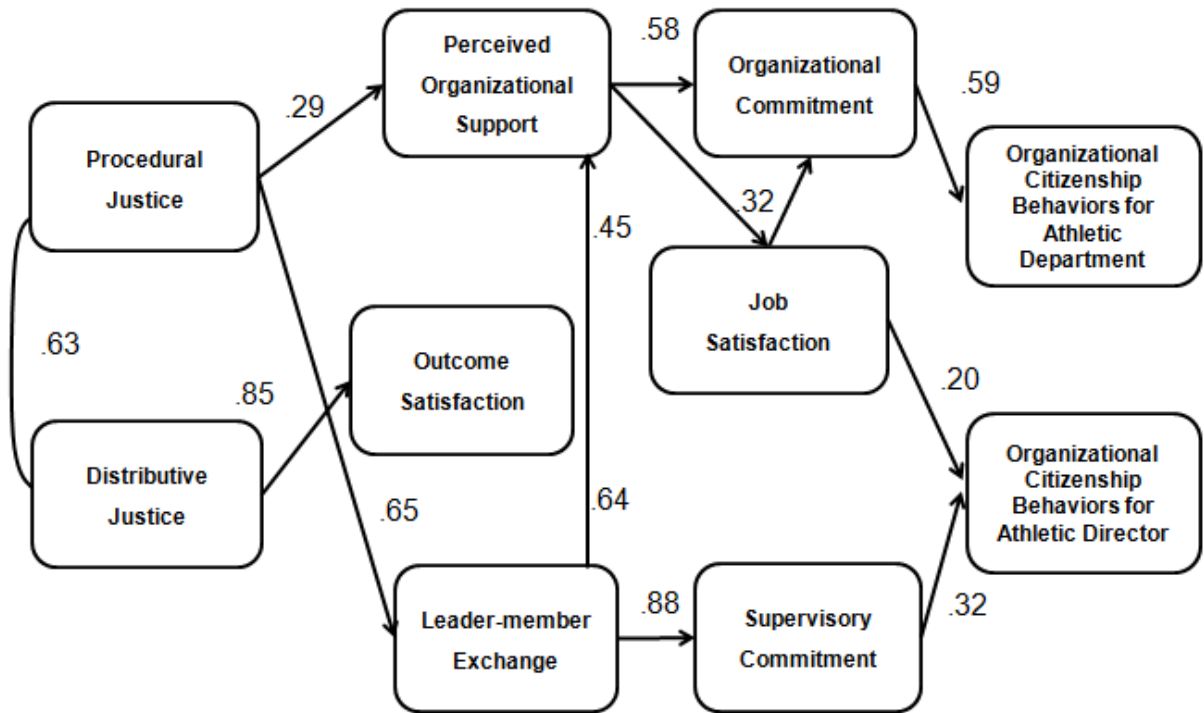 Perceived
Organizational
Support
.58
Organizational
Commitment
.59
.29
Procedural
Justice
Organizational
Citizenship
Behaviors for
Athletic
Department
.32
.45
Job
Satisfaction
.63
Outcome
Satisfaction
.85
.20
Distributive
Justice
Organizational
Citizenship
Behaviors for
Athletic Director
.65
.64
Leader-member
Exchange
.88
Supervisory
Commitment
.32